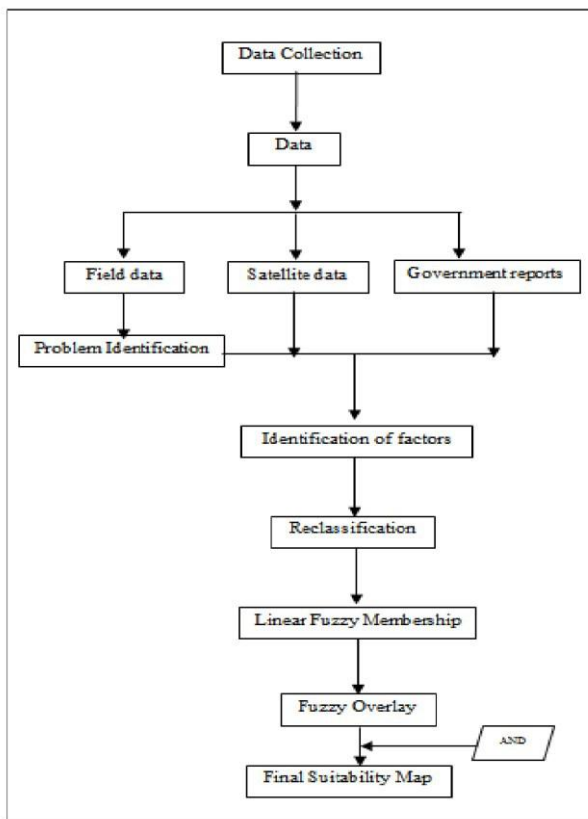 Data Collection
Data
Field data
Satellite data
Government reports
Problem Identification
Identification of factors
Reclassification
Linear Fuzzy Membership
Fuzzy Overlay
AND
Final Suitability Map